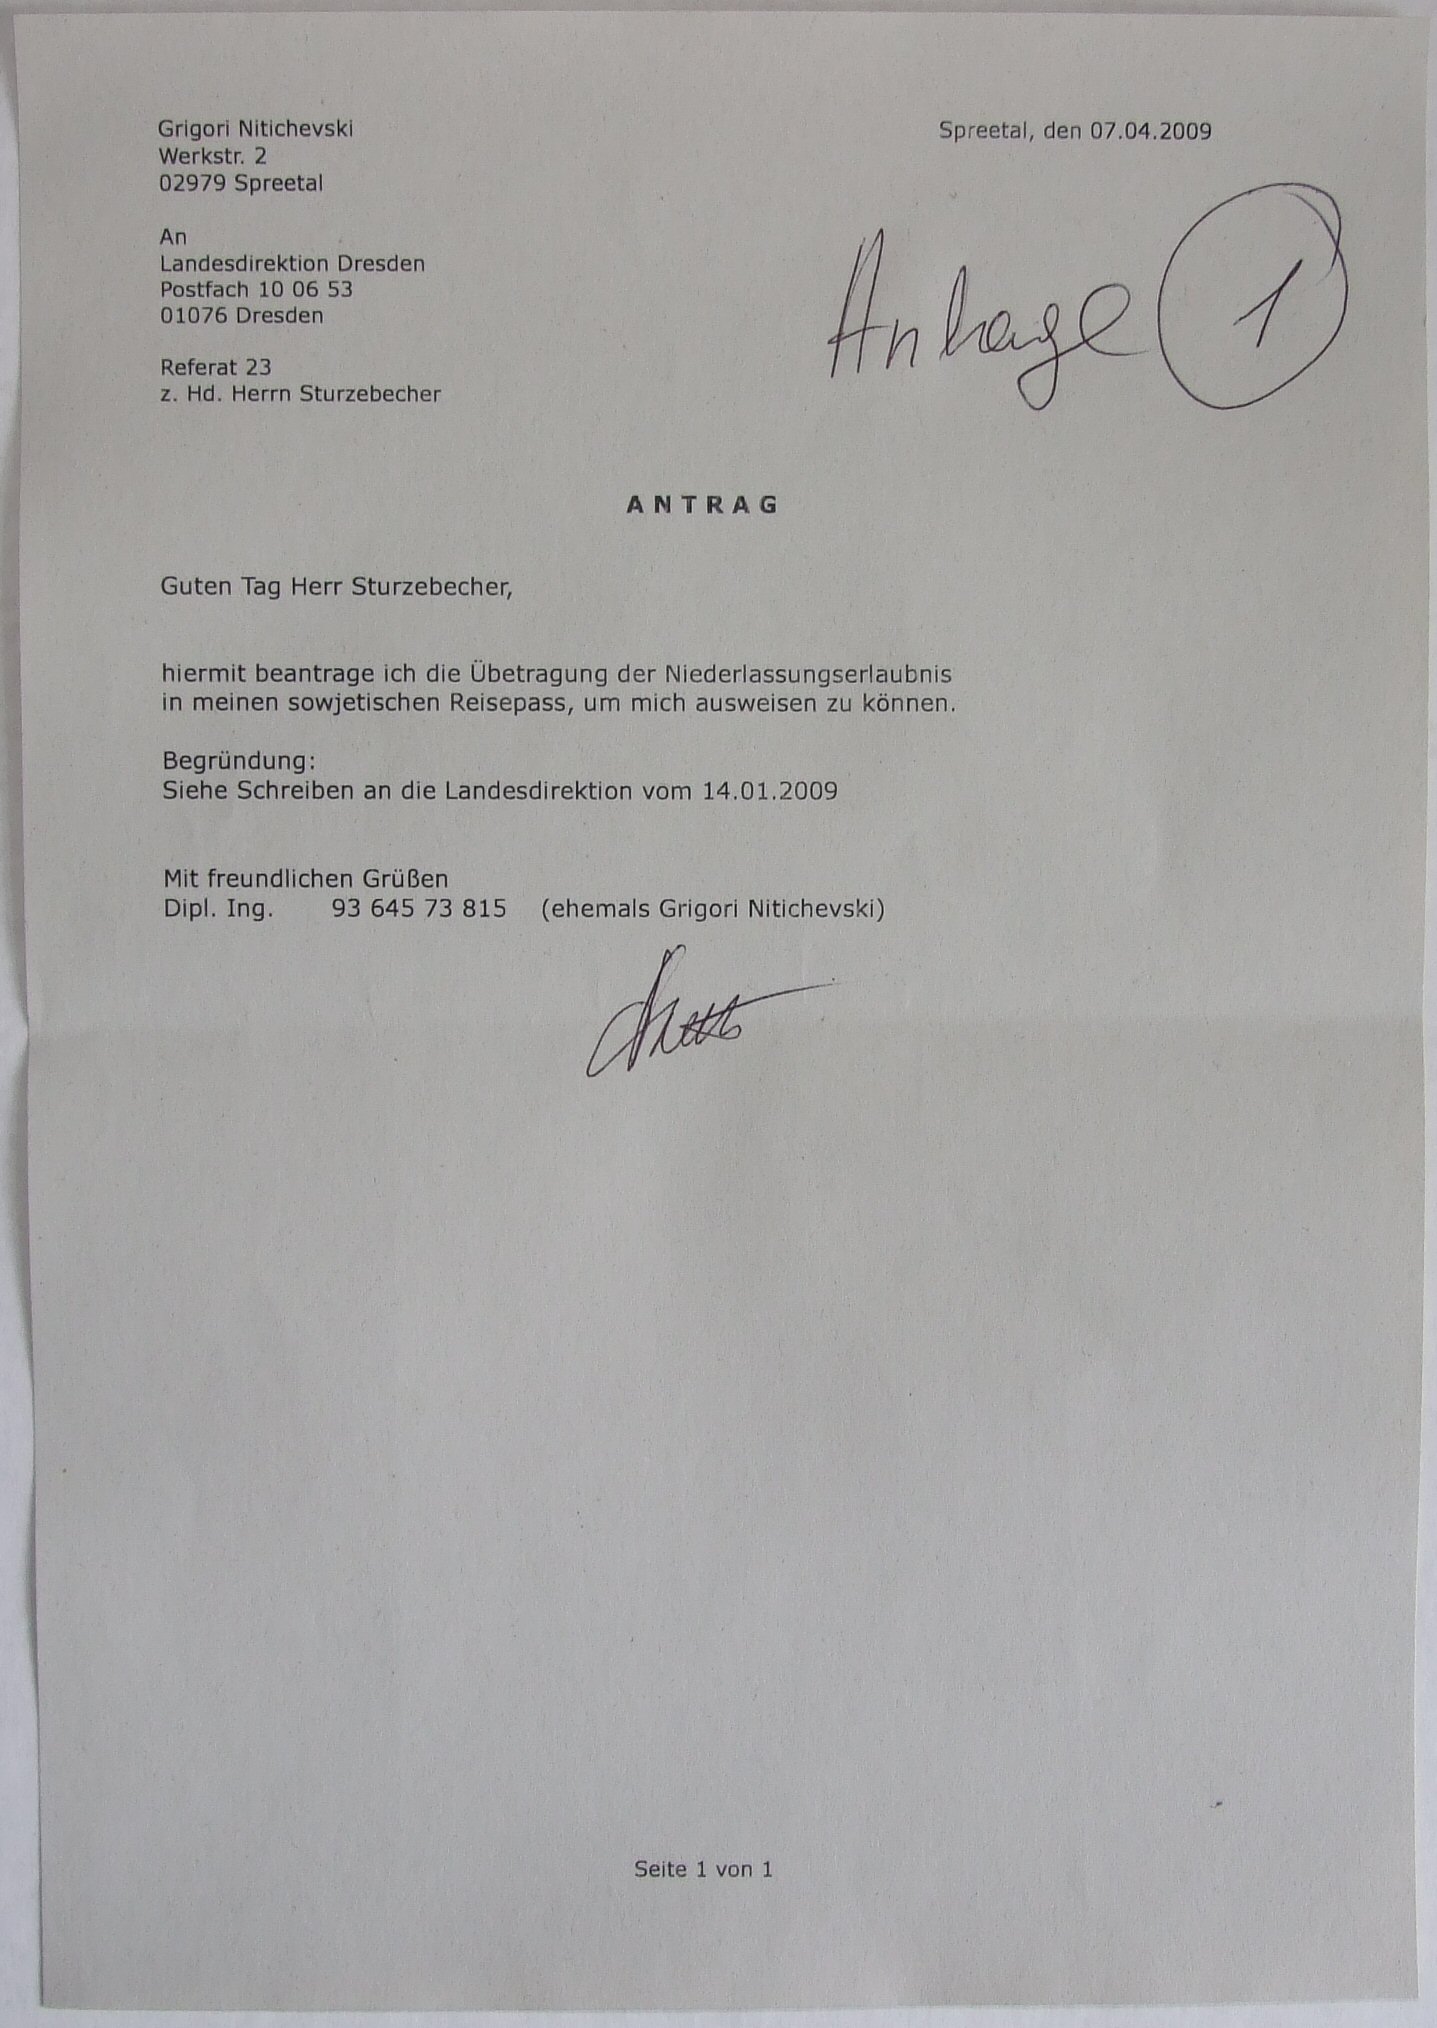 Grigori Nitichevski
Werkstr. 2
02979 Spreetal
Spreetal, den 07.04.2009
An
Landesdirektion Dresden
Postfach 10 06 53
01076 Dresden
Referat 23
z. Hd. Herrn Sturzebecher
Anlage 1
ANTRAG
Guten Tag Herr Sturzebecher,
hiermit beantrage ich die Übetragung der Niederlassungserlaubnis
in meinen sowjetischen Reisepass, um mich ausweisen zu können.
Begründung:
Siehe Schreiben an die Landesdirektion vom 14.01.2009
Mit freundlichen Grüßen
Dipl. Ing. 93 645 73 815 (ehemals Grigori Nitichevski)
Seite 1 von 1